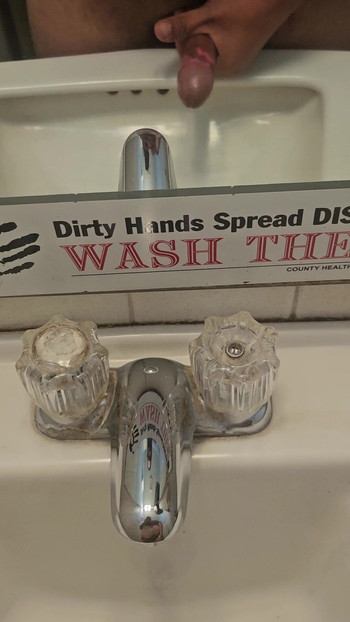 Dirty Hands Spread DIS
WASH THE
COUNTY HEALTH